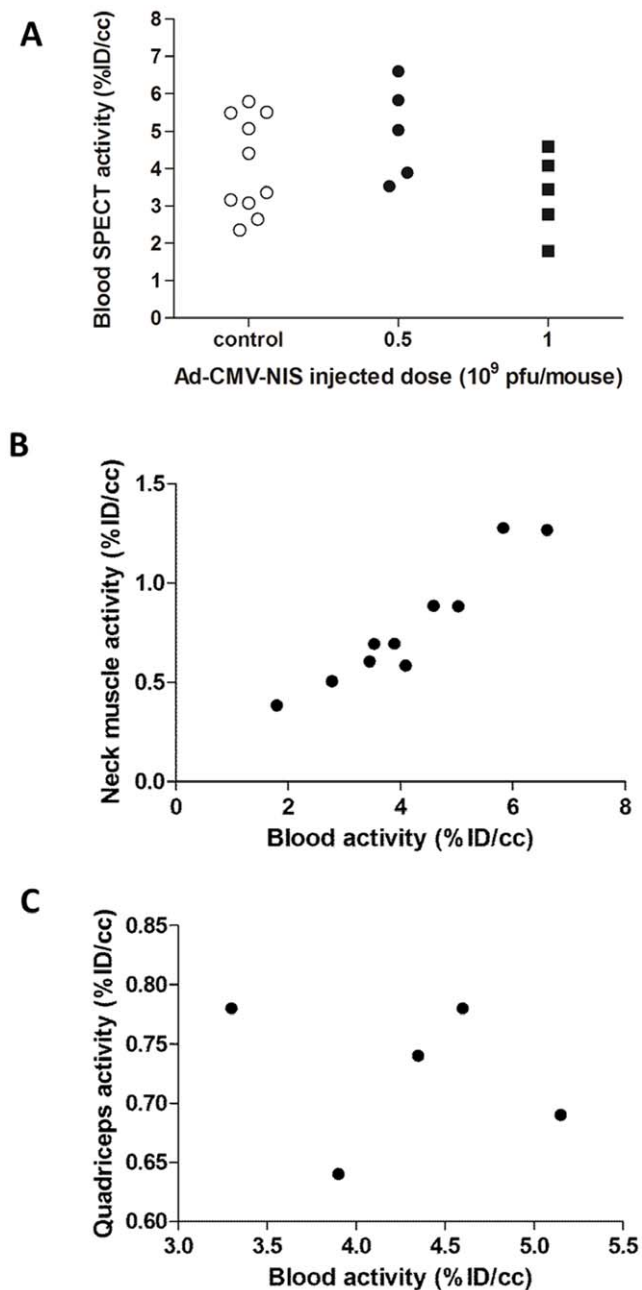 A
Blood SPECT activity (%ID/cc)
8
7
6
5
4
3
2
1
0
control 0.5 1
Ad-CMV-NIS injected dose (10⁹ pfu/mouse)
B
Neck muscle activity (%ID/cc)
1.5
1.0
0.5
0.0
0 2 4 6 8
Blood activity (%ID/cc)
C
Quadriceps activity (%ID/cc)
0.85
0.80
0.75
0.70
0.65
0.60
3.0 3.5 4.0 4.5 5.0 5.5
Blood activity (%ID/cc)